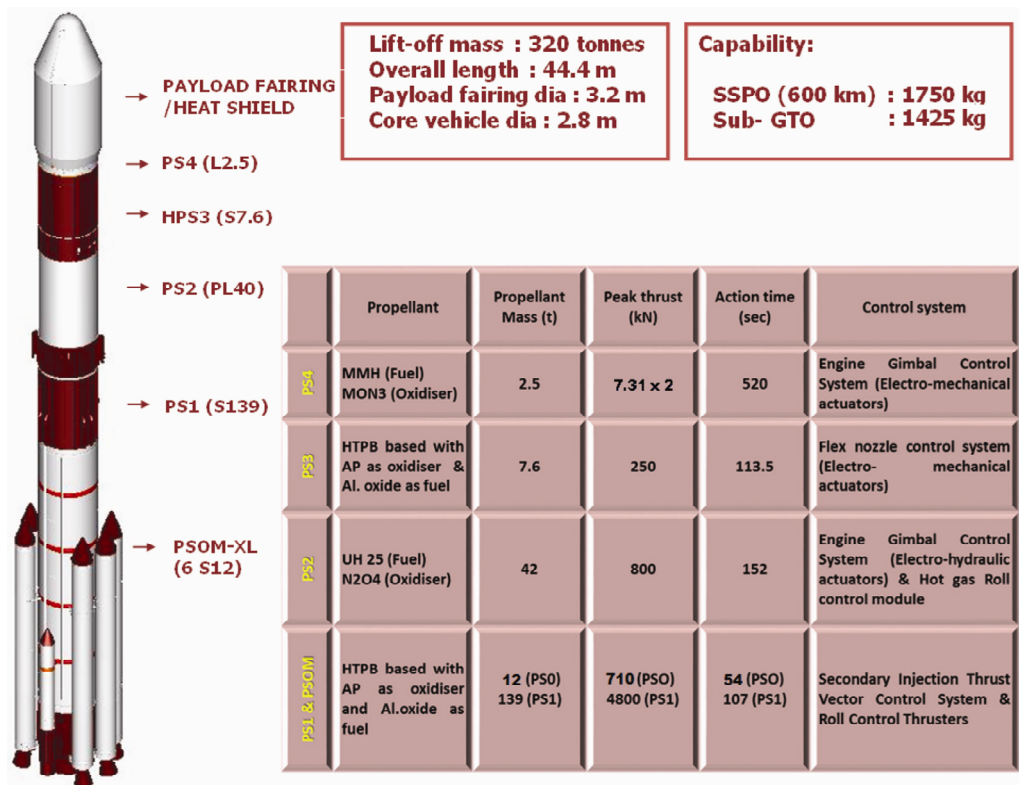 Lift-off mass : 320 tonnes
Overall length : 44.4 m
Payload fairing dia : 3.2 m
Core vehicle dia : 2.8 m
Capability:
SSPO (600 km) : 1750 kg
Sub- GTO : 1425 kg
PAYLOAD FAIRING
/HEAT SHIELD
PS4 (L2.5)
HPS3 (S7.6)
PS2 (PL40)
PS1 (S139)
PSOM-XL
(6 S12)
Propellant
Propellant
Mass (t)
Peak thrust
(kN)
Action time
(sec)
Control system
PS4
MMH (Fuel)
MON3 (Oxidiser)
2.5
7.31 x 2
520
Engine Gimbal Control
System (Electro-mechanical
actuators)
PS3
HTPB based with
AP as oxidiser &
Al. oxide as fuel
7.6
250
113.5
Flex nozzle control system
(Electro- mechanical
actuators)
PS2
UH 25 (Fuel)
N2O4 (Oxidiser)
42
800
152
Engine Gimbal Control
System (Electro-hydraulic
actuators) & Hot gas Roll
control module
PS1 & PSOM
HTPB based with
AP as oxidiser
and Al.oxide as
fuel
12 (PS0)
139 (PS1)
710 (PSO)
4800 (PS1)
54 (PSO)
107 (PS1)
Secondary Injection Thrust
Vector Control System &
Roll Control Thrusters